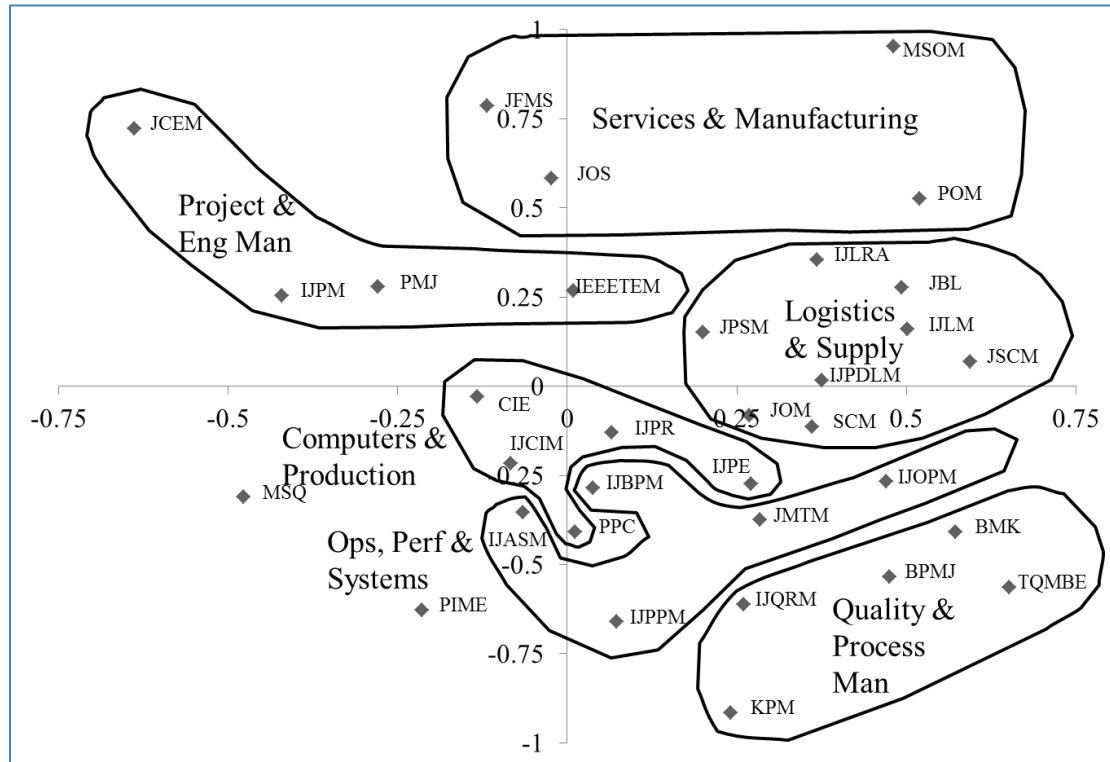 1
MSOM
JFMS
Services & Manufacturing
0.75
JCEM
JOS
POM
0.5
Project &
Eng Man
IJLRA
IJPM
PMJ
IEEETEM
JBL
0.25
Logistics
& Supply
JPSM
IJLM
JSCM
IJPDLM
0
-0.75
-0.5
-0.25
0
0.25
0.5
0.75
CIE
JOM
SCM
IJPR
Computers &
Production
IJCIM
-0.25
IJBPM
IJPE
IJOPM
MSQ
JMTM
BMK
PPC
IJASM
Ops, Perf &
Systems
-0.5
BPMJ
TQMBE
PIME
IJPPM
IJQRM
Quality &
Process
Man
-0.75
KPM
-1